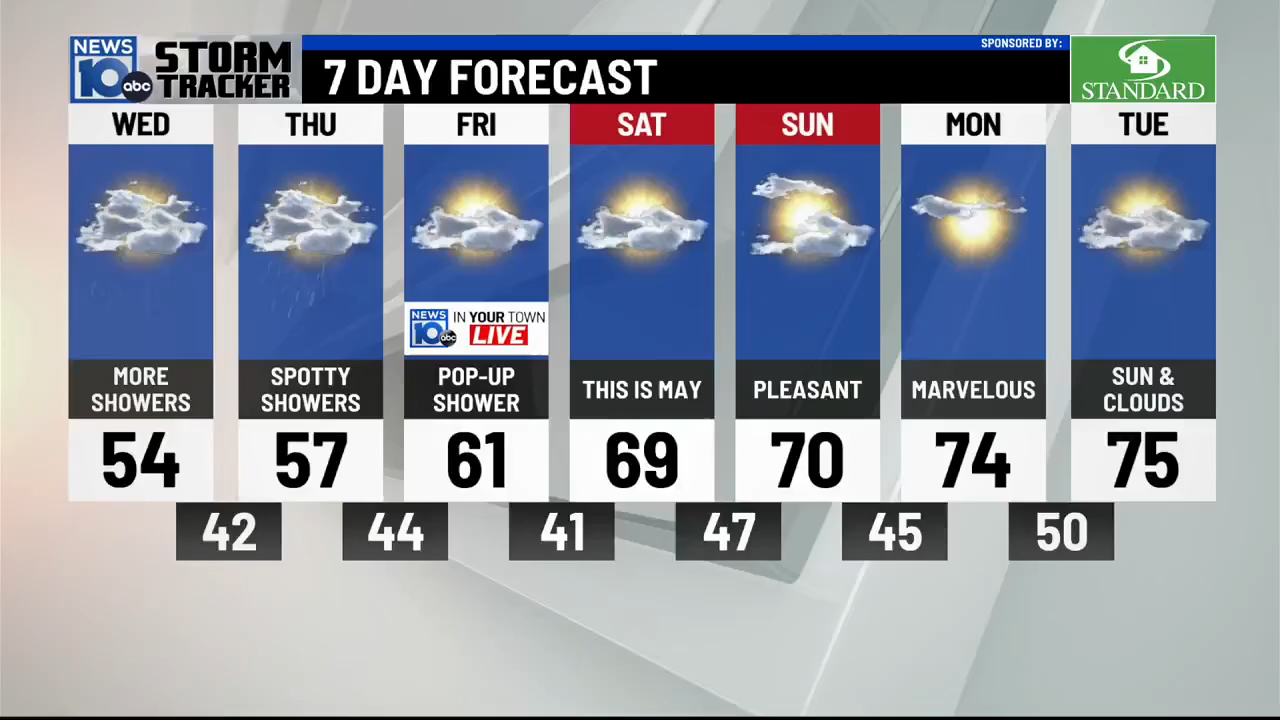 NEWS
10
abc
STORM
TRACKER
7 DAY FORECAST
SPONSORED BY:
STANDARD
WED
THU
FRI
SAT
SUN
MON
TUE
NEWS
10
abc
IN YOUR TOWN
LIVE
MORE
SHOWERS
SPOTTY
SHOWERS
POP-UP
SHOWER
THIS IS MAY
PLEASANT
MARVELOUS
SUN &
CLOUDS
54
57
61
69
70
74
75
42
44
41
47
45
50